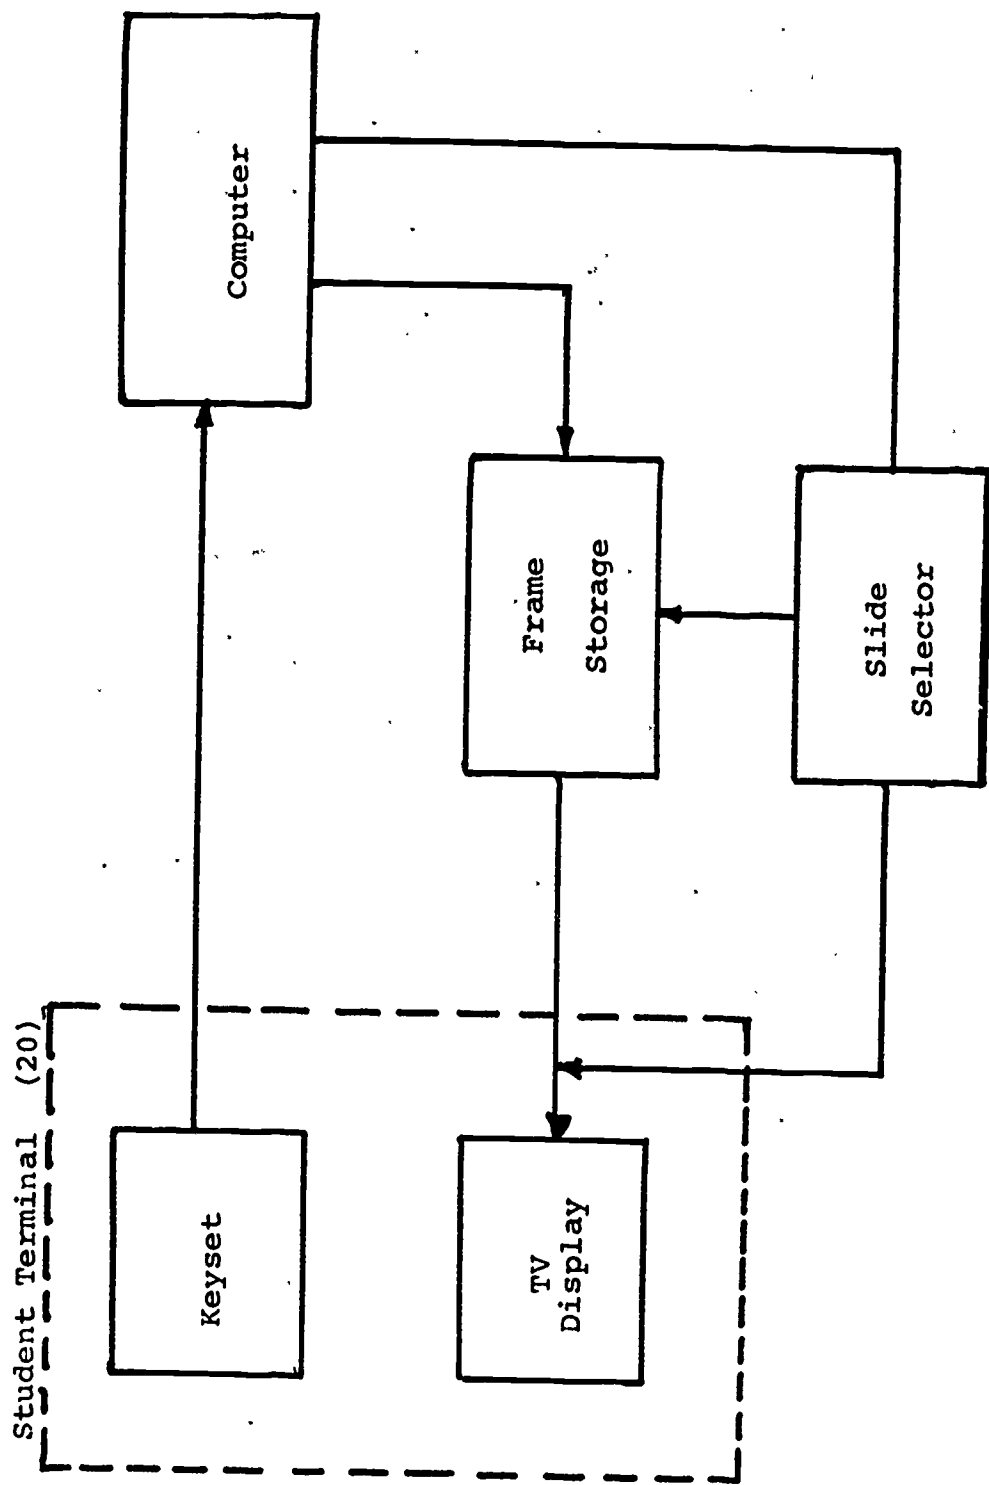 Student Terminal (20)
Keyset
Computer
TV
Display
Frame
Storage
Slide
Selector